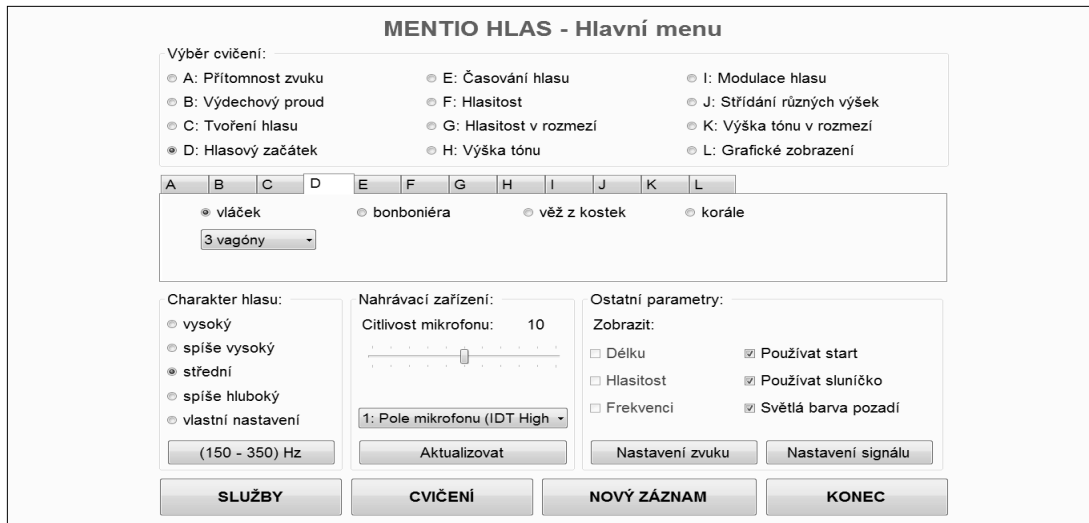 MENTIO HLAS - Hlavní menu
Výběr cvičení:
A: Přítomnost zvuku
E: Časování hlasu
I: Modulace hlasu
B: Výdechový proud
F: Hlasitost
J: Střídání různých výšek
C: Tvoření hlasu
G: Hlasitost v rozmezí
K: Výška tónu v rozmezí
D: Hlasový začátek
H: Výška tónu
L: Grafické zobrazení
A B C D E F G H I J K L
vláček bonboniéra věž z kostek korále
3 vagóny
Charakter hlasu:
vysoký
spíše vysoký
střední
spíše hluboký
vlastní nastavení
(150 - 350) Hz
Nahrávací zařízení:
Citlivost mikrofonu: 10
1: Pole mikrofonu (IDT High
Aktualizovat
Ostatní parametry:
Zobrazit:
Délku
Používat start
Hlasitost
Používat sluníčko
Frekvenci
Světlá barva pozadí
Nastavení zvuku
Nastavení signálu
SLUŽBY
CVIČENÍ
NOVÝ ZÁZNAM
KONEC